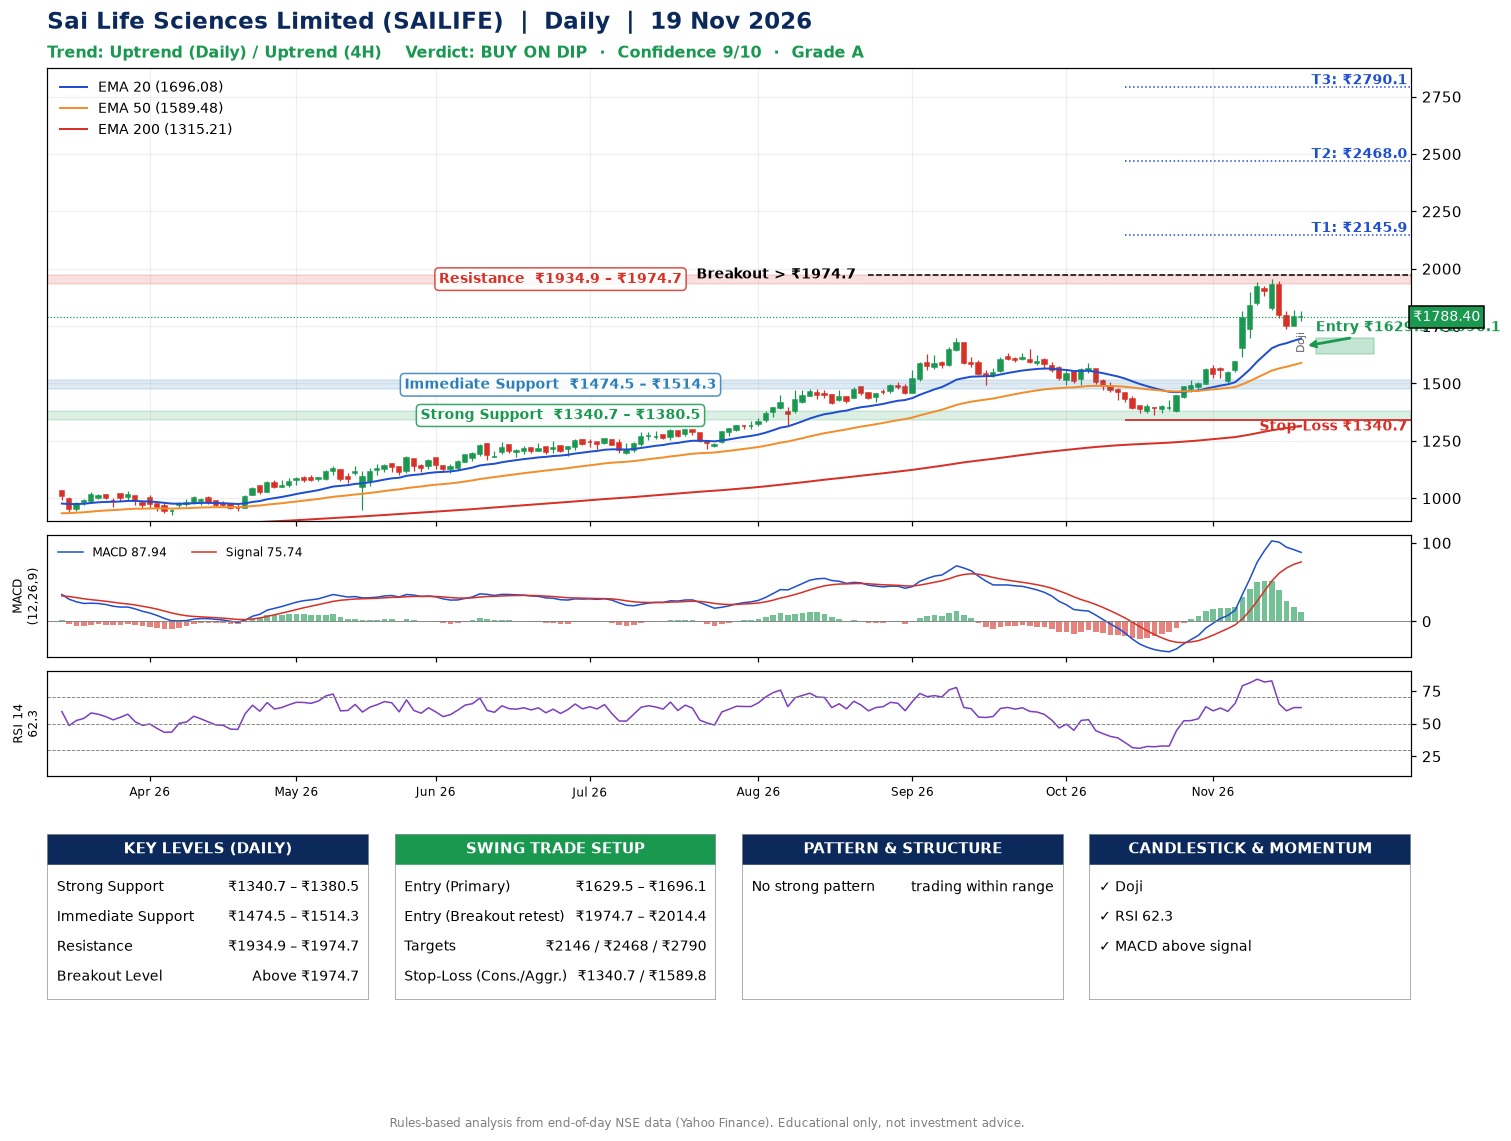 Sai Life Sciences Limited (SAILIFE)  |  Daily  |  19 Nov 2026
Trend: Uptrend (Daily) / Uptrend (4H)    Verdict: BUY ON DIP  ·  Confidence 9/10  ·  Grade A
EMA 20 (1696.08)
EMA 50 (1589.48)
EMA 200 (1315.21)
T3: ₹2790.1
T2: ₹2468.0
T1: ₹2145.9
Resistance  ₹1934.9 – ₹1974.7
Breakout > ₹1974.7
₹1788.40
Doji
Immediate Support  ₹1474.5 – ₹1514.3
Strong Support  ₹1340.7 – ₹1380.5
Stop-Loss ₹1340.7
2750
2500
2250
2000
1500
1250
1000
MACD 87.94
Signal 75.74
MACD
(12,26,9)
100
0
RSI 14
62.3
75
50
25
Apr 26
May 26
Jun 26
Jul 26
Aug 26
Sep 26
Oct 26
Nov 26
KEY LEVELS (DAILY)
Strong Support  ₹1340.7 – ₹1380.5
Immediate Support  ₹1474.5 – ₹1514.3
Resistance  ₹1934.9 – ₹1974.7
Breakout Level  Above ₹1974.7
SWING TRADE SETUP
Entry (Primary)  ₹1629.5 – ₹1696.1
Entry (Breakout retest)  ₹1974.7 – ₹2014.4
Targets  ₹2146 / ₹2468 / ₹2790
Stop-Loss (Cons./Aggr.)  ₹1340.7 / ₹1589.8
PATTERN & STRUCTURE
No strong pattern  trading within range
CANDLESTICK & MOMENTUM
✓ Doji
✓ RSI 62.3
✓ MACD above signal
Rules-based analysis from end-of-day NSE data (Yahoo Finance). Educational only, not investment advice.